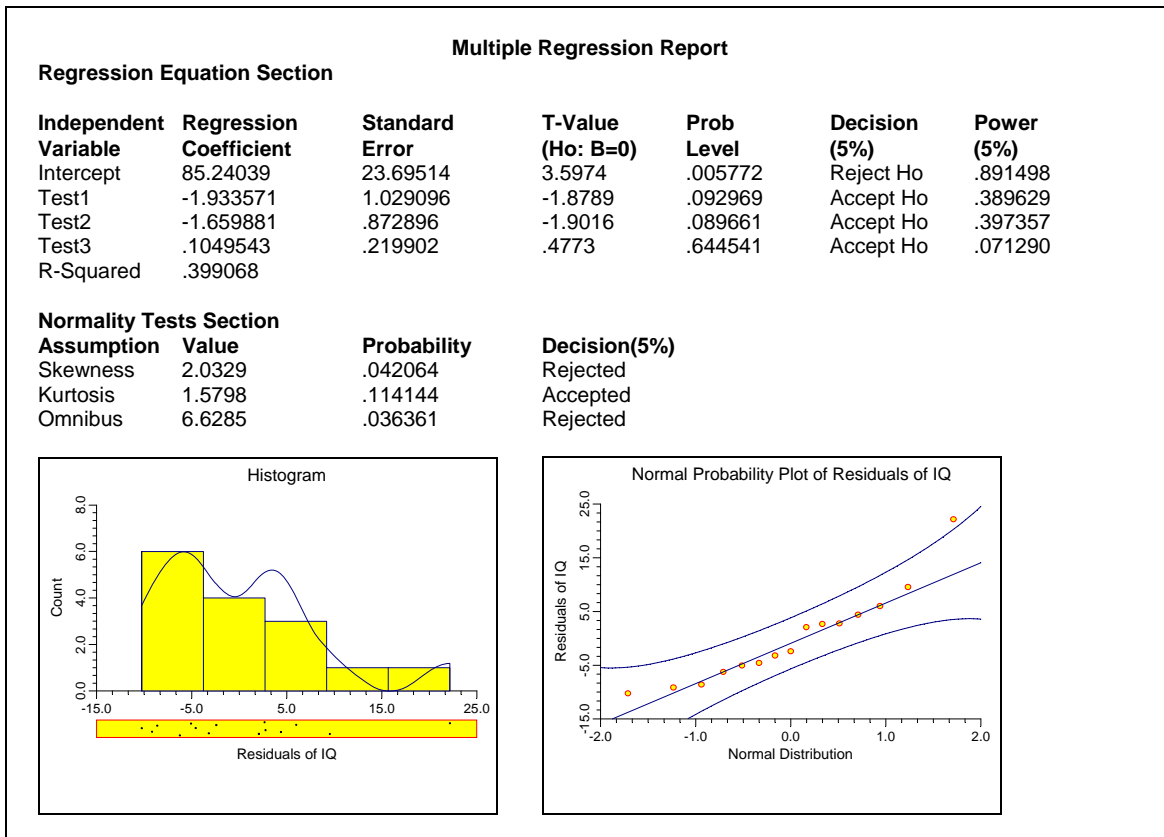 Multiple Regression Report
Regression Equation Section
Independent Regression Standard T-Value Prob Decision Power
Variable Coefficient Error (Ho: B=0) Level (5%) (5%)
Intercept 85.24039 23.69514 3.5974 .005772 Reject Ho .891498
Test1 -1.933571 1.029096 -1.8789 .092969 Accept Ho .389629
Test2 -1.659881 .872896 -1.9016 .089661 Accept Ho .397357
Test3 .1049543 .219902 .4773 .644541 Accept Ho .071290
R-Squared .399068
Normality Tests Section
Assumption Value Probability Decision(5%)
Skewness 2.0329 .042064 Rejected
Kurtosis 1.5798 .114144 Accepted
Omnibus 6.6285 .036361 Rejected
Histogram
8.0
6.0
4.0
2.0
0.0
Count
-15.0 -5.0 5.0 15.0 25.0
Residuals of IQ
Normal Probability Plot of Residuals of IQ
25.0
15.0
5.0
-5.0
-15.0
Residuals of IQ
-2.0 -1.0 0.0 1.0 2.0
Normal Distribution